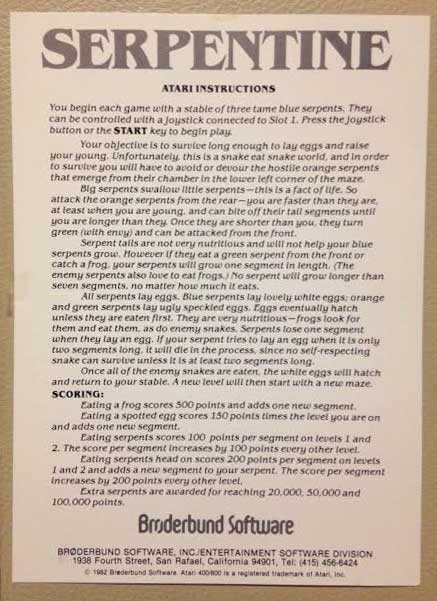 SERPENTINE
ATARI INSTRUCTIONS
You begin each game with a stable of three tame blue serpents. They
can be controlled with a joystick connected to Slot 1. Press the joystick
button or the START key to begin play.
Your objective is to survive long enough to lay eggs and raise
your young. Unfortunately, this is a snake eat snake world, and in order
to survive you will have to avoid or devour the hostile orange serpents
that emerge from their chamber in the lower left corner of the maze.
Big serpents swallow little serpents—this is a fact of life. So
attack the orange serpents from the rear—you are faster than they are,
at least when you are young, and can bite off their tail segments until
you are longer than they. Once they are shorter than you, they turn
green (with envy) and can be attacked from the front.
Serpent tails are not very nutritious and will not help your blue
serpents grow. However if they eat a green serpent from the front or
catch a frog, your serpents will grow one segment in length. (The
enemy serpents also love to eat frogs.) No serpent will grow longer than
seven segments, no matter how much it eats.
All serpents lay eggs. Blue serpents lay lovely white eggs; orange
and green serpents lay ugly speckled eggs. Eggs eventually hatch
unless they are eaten first. They are very nutritious—frogs look for
them and eat them, as do enemy snakes. Serpents lose one segment
when they lay an egg. If your serpent tries to lay an egg when it is only
two segments long, it will die in the process, since no self-respecting
snake can survive unless it is at least two segments long.
Once all of the enemy snakes are eaten, the white eggs will hatch
and return to your stable. A new level will then start with a new maze.
SCORING:
Eating a frog scores 500 points and adds one new segment.
Eating a spotted egg scores 150 points times the level you are on
and adds one new segment.
Eating serpents scores 100 points per segment on levels 1 and
2. The score per segment increases by 100 points every other level.
Eating serpents head on scores 200 points per segment on levels
1 and 2 and adds a new segment to your serpent. The score per segment
increases by 200 points every other level.
Extra serpents are awarded for reaching 20,000, 50,000 and
100,000 points.
Brøderbund Software
BRØDERBUND SOFTWARE, INC./ENTERTAINMENT SOFTWARE DIVISION
1938 Fourth Street, San Rafael, California 94901, Tel: (415) 456-6424
© 1982 Brøderbund Software. Atari 400/800 is a registered trademark of Atari, Inc.